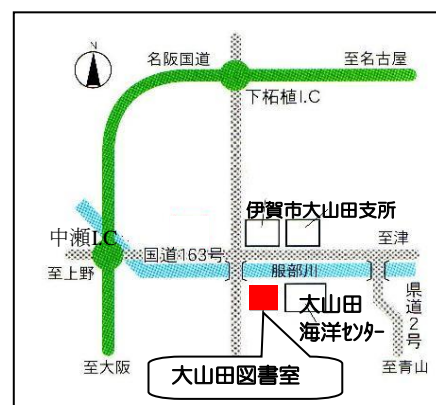 N
名阪国道
至名古屋
下柘植I.C
伊賀市大山田支所
中瀬I.C
国道163号
至津
至上野
服部川
大山田
海洋センター
県道2号
大山田図書室
至大阪
至青山